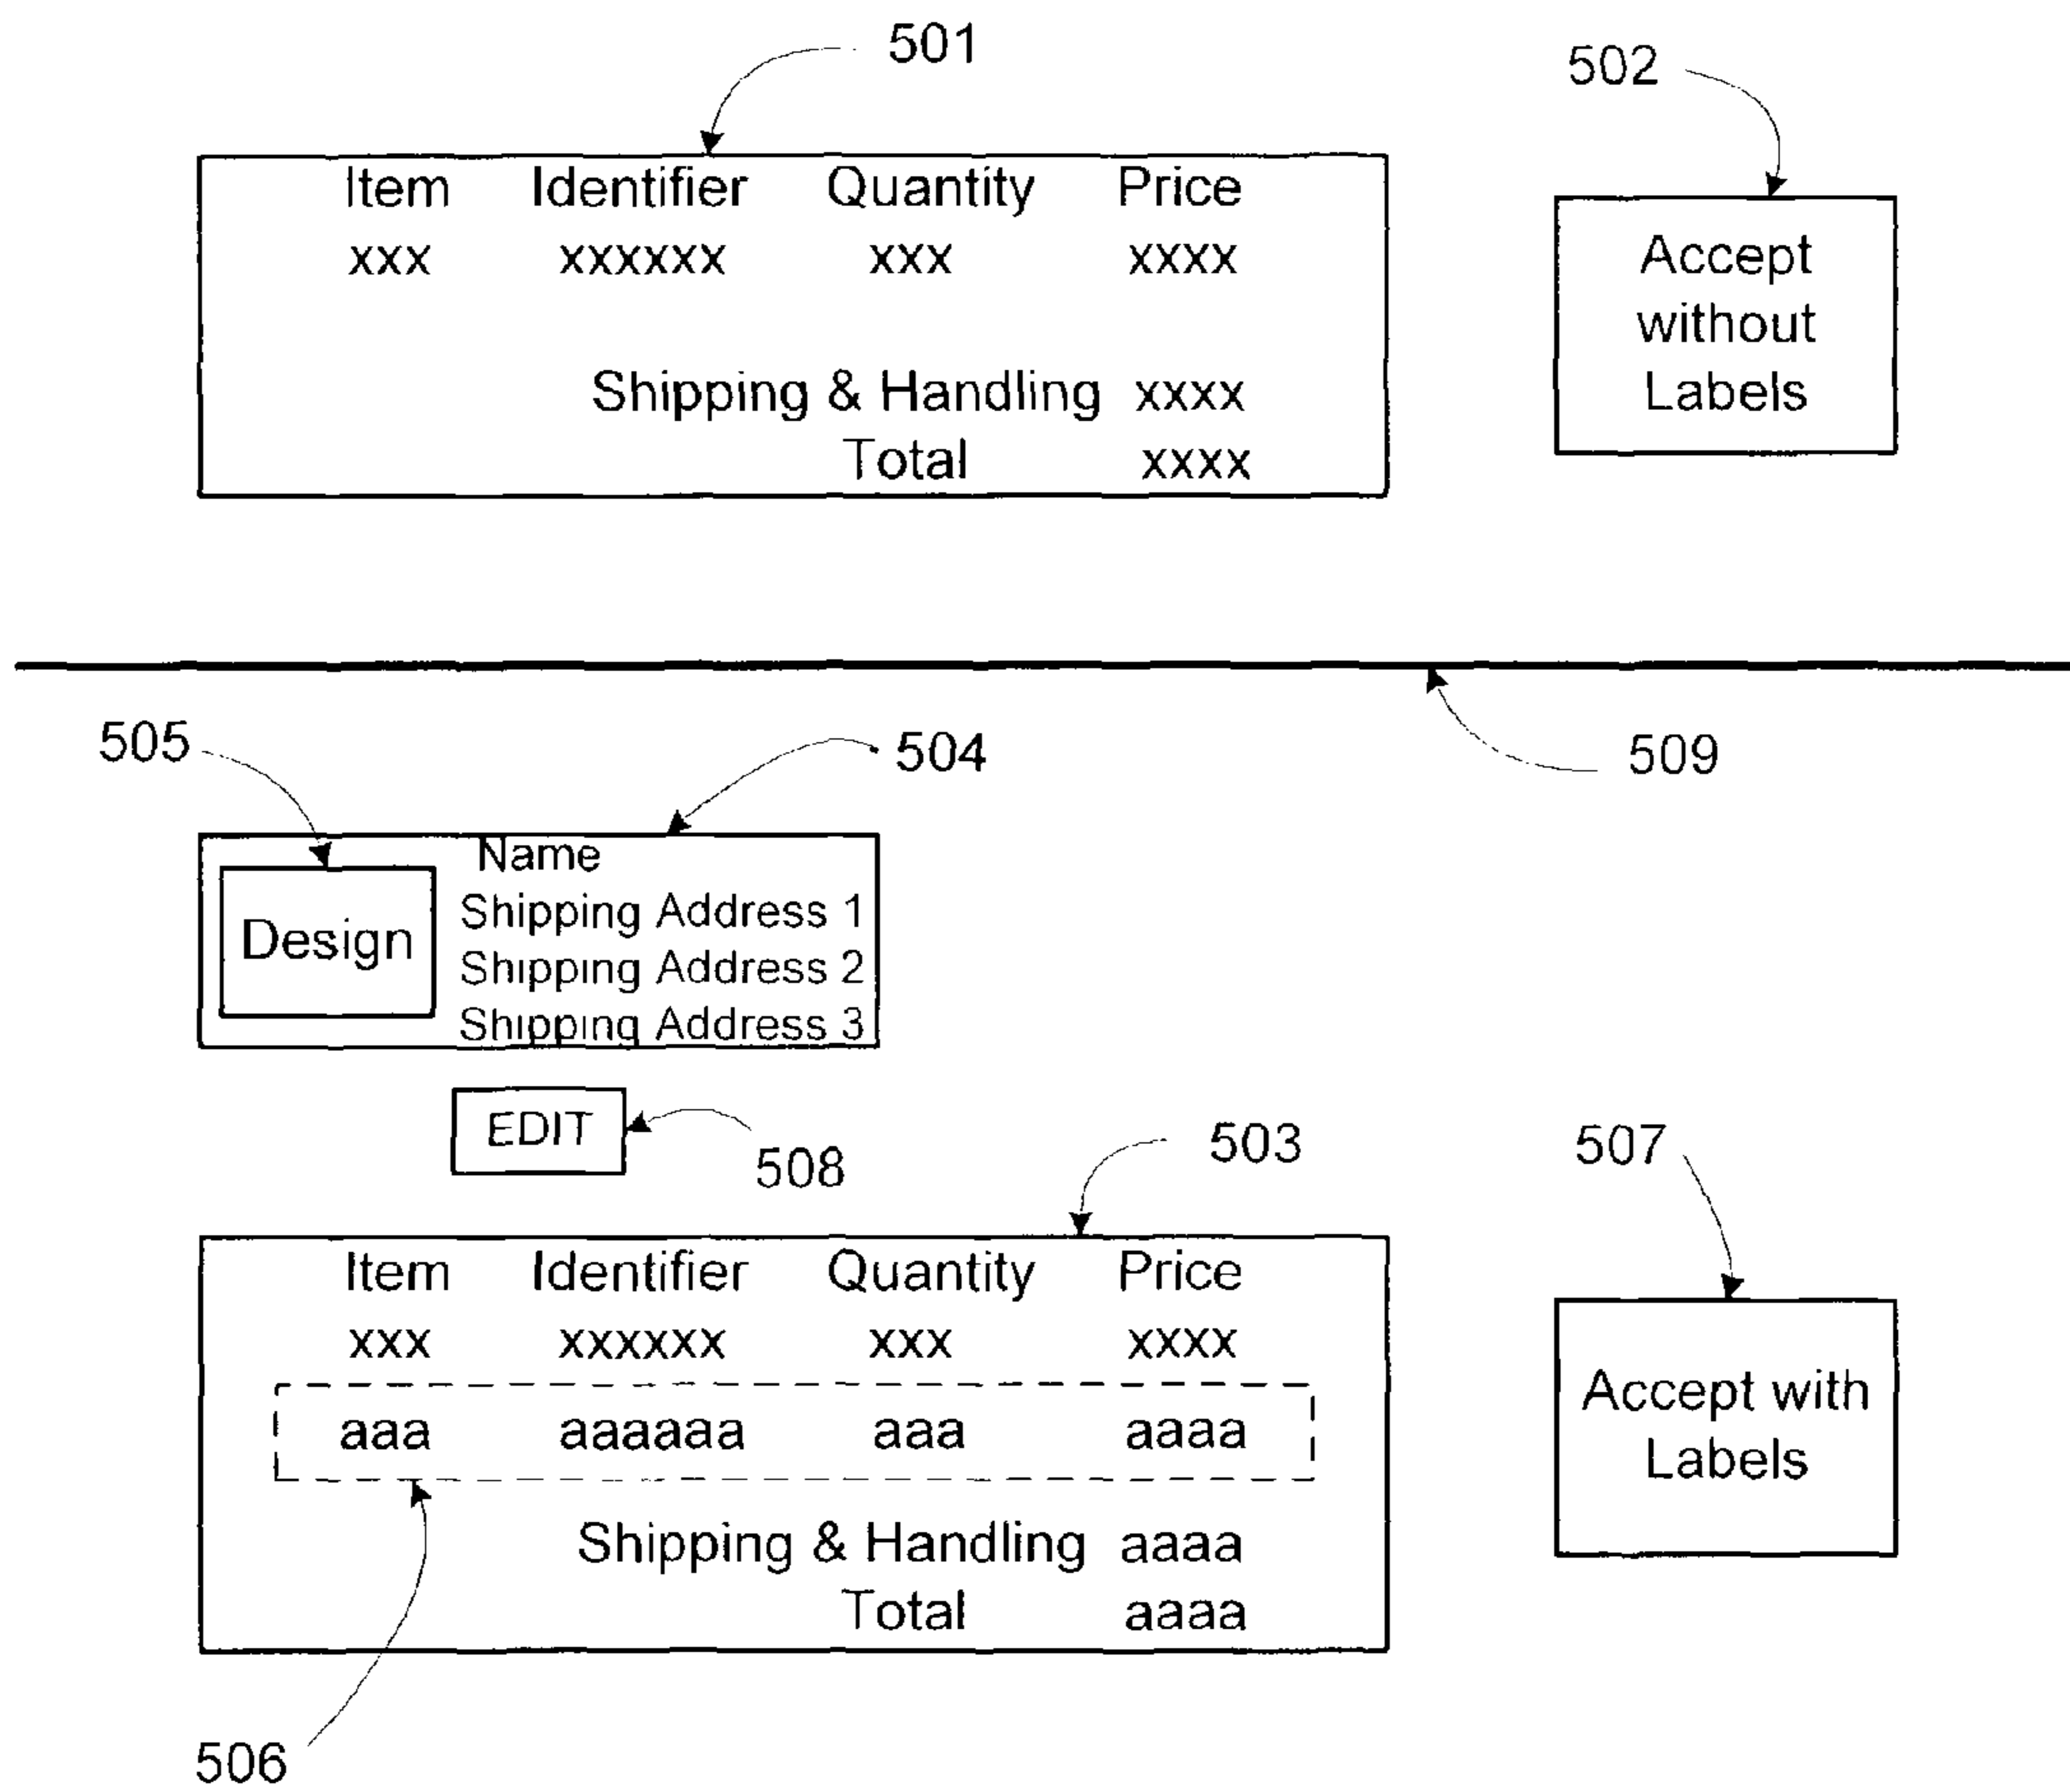 501
502
Item Identifier Quantity Price
xxx xxxxxx xxx xxxx
Shipping & Handling xxxx
Total xxxx
Accept
without
Labels
509
505
504
Design
Name
Shipping Address 1
Shipping Address 2
Shipping Address 3
EDIT
508
503
507
Item Identifier Quantity Price
xxx xxxxxx xxx xxxx
aaa aaaaaa aaa aaaa
Shipping & Handling aaaa
Total aaaa
Accept with
Labels
506